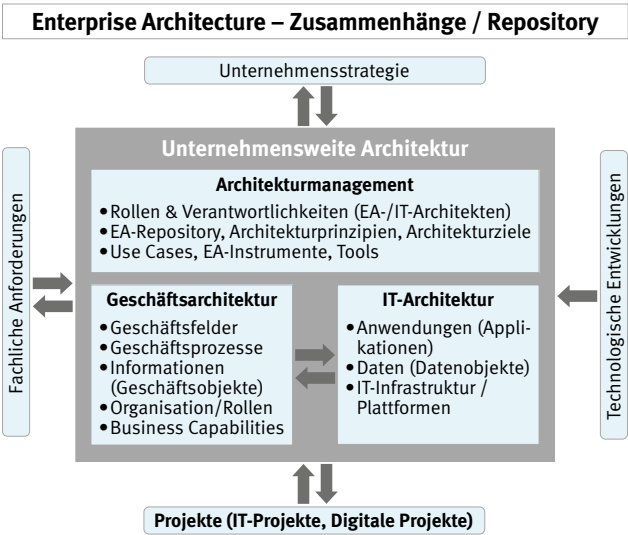 Enterprise Architecture – Zusammenhänge / Repository
Unternehmensstrategie
Fachliche Anforderungen
Unternehmensweite Architektur
Architekturmanagement
•Rollen & Verantwortlichkeiten (EA-/IT-Architekten)
•EA-Repository, Architekturprinzipien, Architekturziele
•Use Cases, EA-Instrumente, Tools
Geschäftsarchitektur
•Geschäftsfelder
•Geschäftsprozesse
•Informationen
(Geschäftsobjekte)
•Organisation/Rollen
•Business Capabilities
IT-Architektur
•Anwendungen (Appli-
kationen)
•Daten (Datenobjekte)
•IT-Infrastruktur /
Plattformen
Technologische Entwicklungen
Projekte (IT-Projekte, Digitale Projekte)